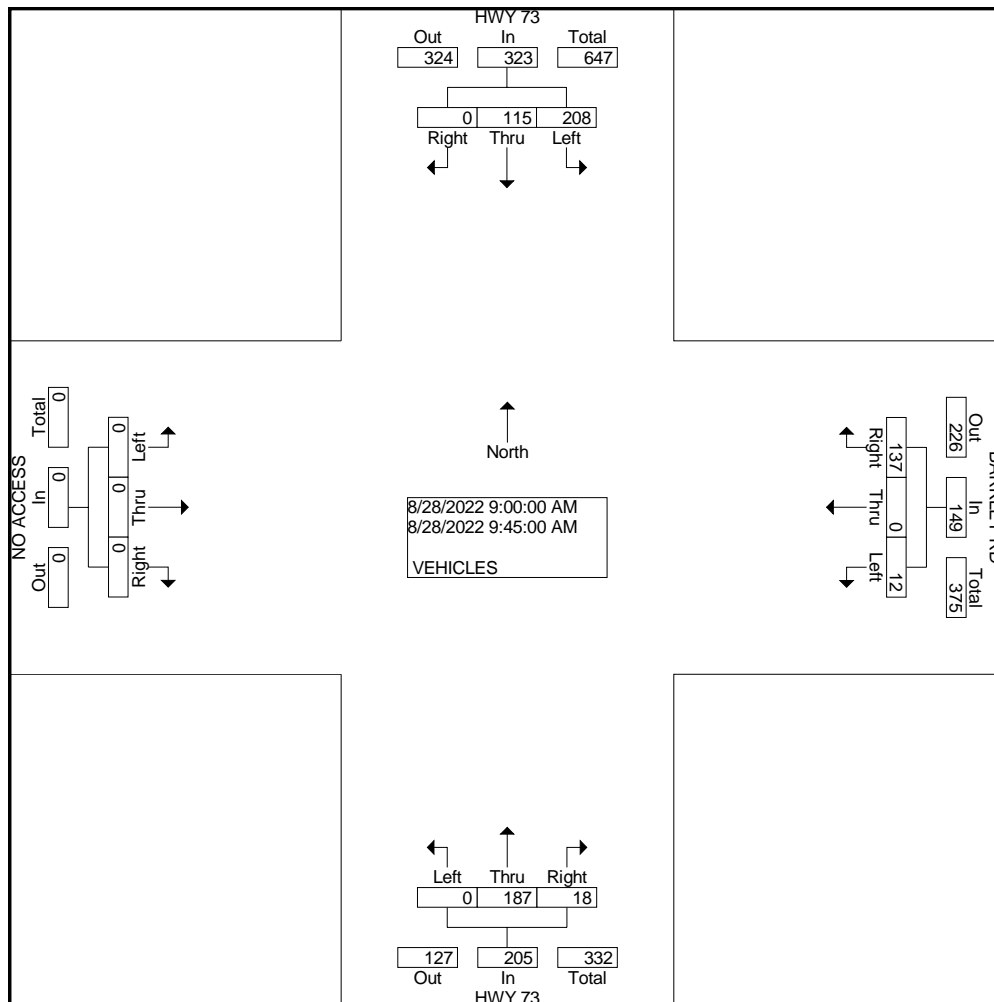 HWY 73
Out In Total
324 323 647
0 115 208
Right Thru Left
North
8/28/2022 9:00:00 AM
8/28/2022 9:45:00 AM
VEHICLES
NO ACCESS
Out In Total
0 0 0
Left Thru Right
0 0 0
Out In Total
226 149 375
Right Thru Left
137 0 12
Left Thru Right
0 187 18
127 205 332
Out In Total
HWY 73